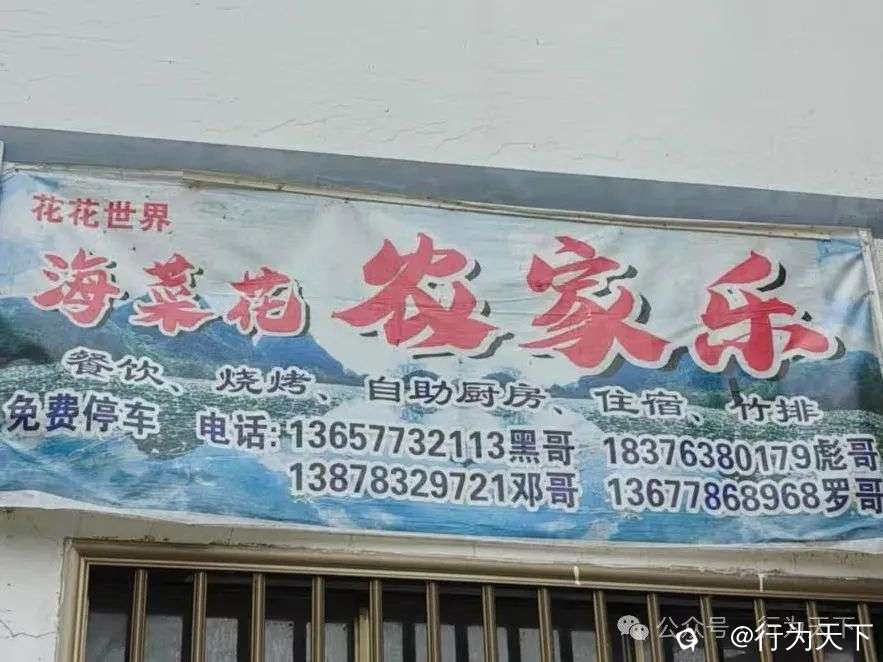 花花世界
海菜花 农家乐
餐饮、烧烤、自助厨房、住宿、竹排
免费停车 电话:13657732113黑哥 18376380179彪哥
13878329721邓哥 13677868968罗哥
公众号 行为天下
@行为天下